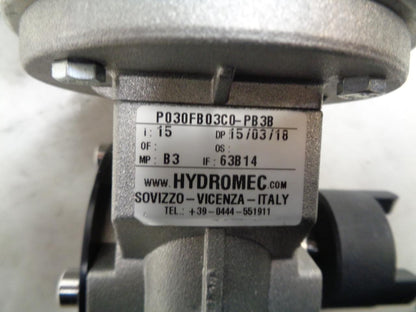 P030FB03C0-PB3B
i : 15 DP: 15/03/18
OF : OS :
MP : B3 IF : 63B14
www.HYDROMEC.com
SOVIZZO-VICENZA-ITALY
TEL.: +39-0444-551911